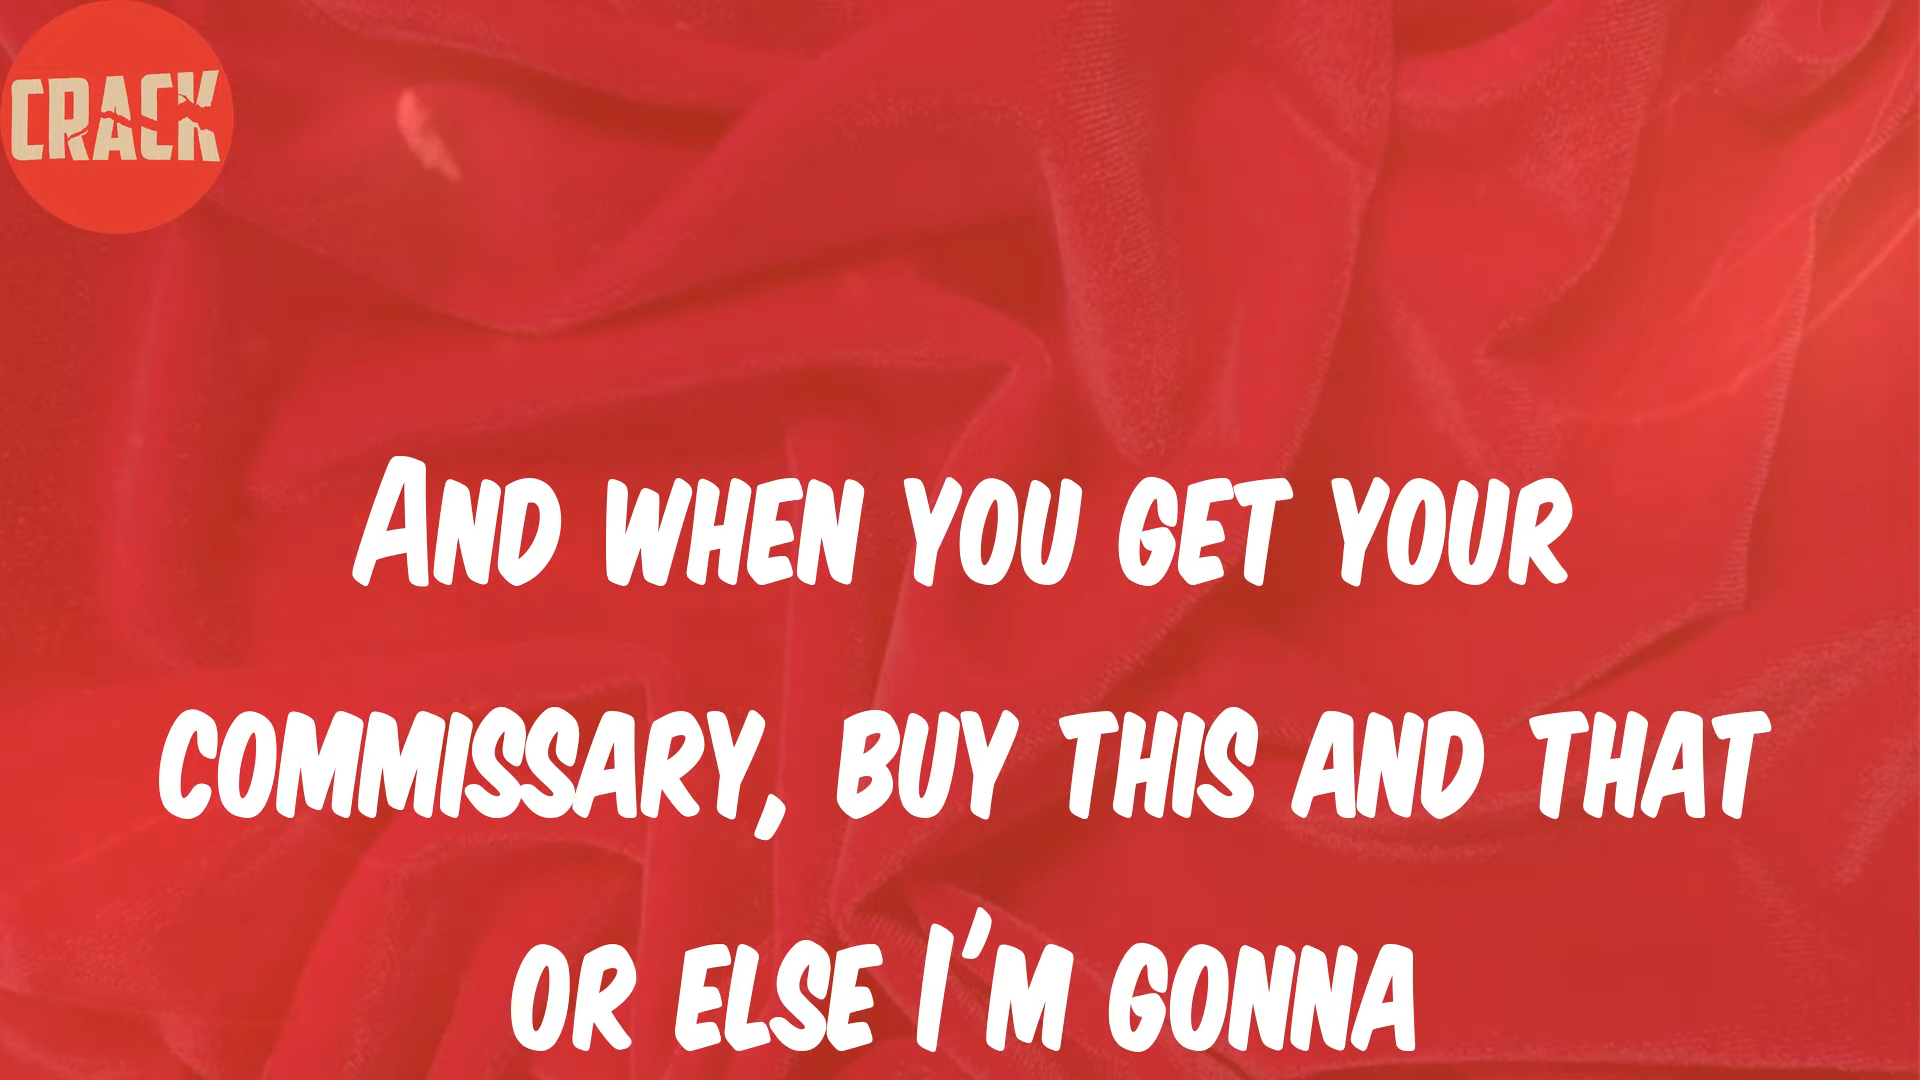 CRACK
And when you get your
commissary, buy this and that
or else I'm gonna